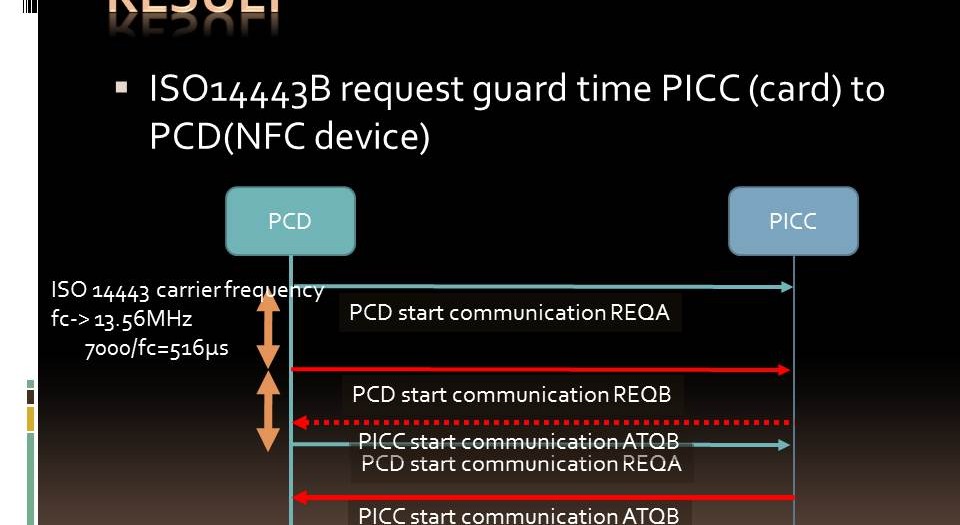 RESULT
ISO14443B request guard time PICC (card) to
PCD(NFC device)
PCD
PICC
ISO 14443 carrier frequency
fc-> 13.56MHz
7000/fc=516µs
PCD start communication REQA
PCD start communication REQB
PICC start communication ATQB
PCD start communication REQA
PICC start communication ATQB